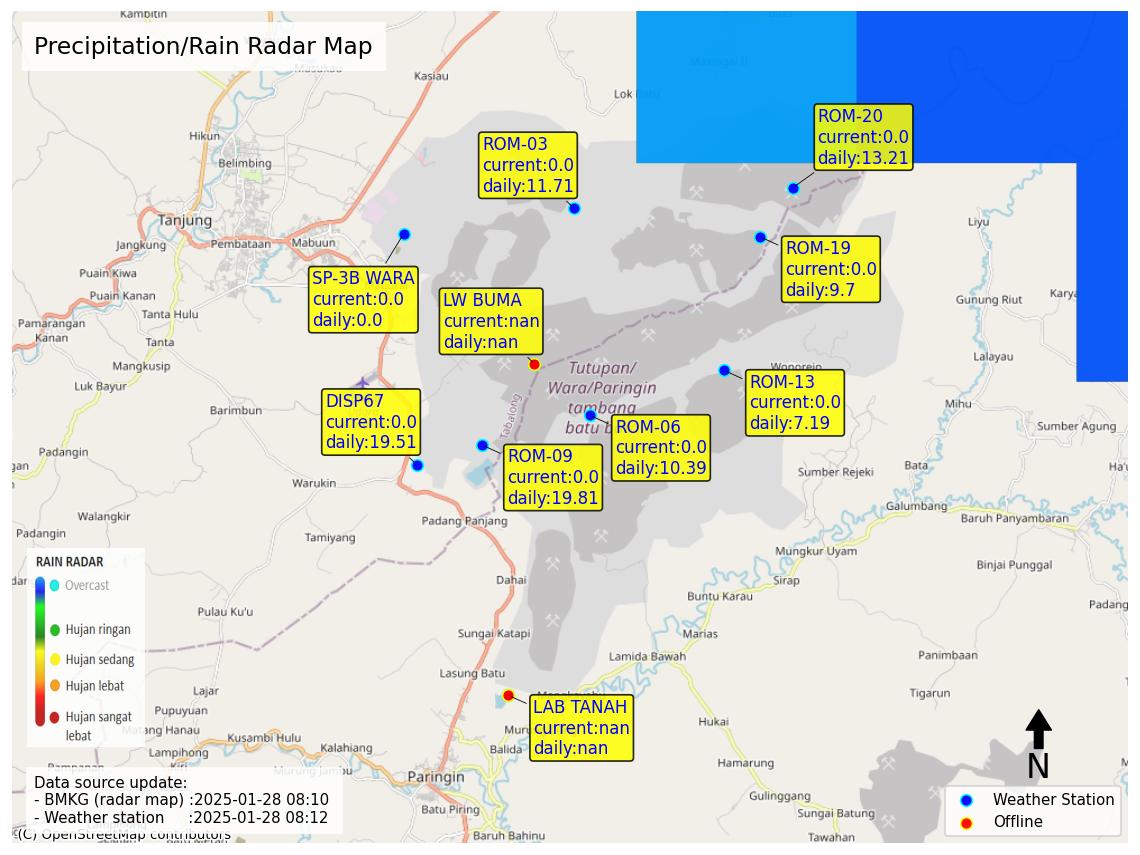 Kambitin
Precipitation/Rain Radar Map
Masukau
Kasiau
Lok Batu
Hikun
Belimbing
ROM-03
current:0.0
daily:11.71
ROM-20
current:0.0
daily:13.21
Tanjung
Jangkung
Pembataan
Mabuun
Liyu
Puain Kiwa
Puain Kanan
Tanta Hulu
SP-3B WARA
current:0.0
daily:0.0
LW BUMA
current:nan
daily:nan
ROM-19
current:0.0
daily:9.7
Gunung Riut
Karya
Pamarangan
Kanan
Tanta
Mangkusip
Luk Bayur
Barimbun
Lalayau
Mihu
Wonorejo
Tutupan/
Wara/Paringin
tambang
batu b
Tabalong
DISP67
current:0.0
daily:19.51
ROM-13
current:0.0
daily:7.19
ROM-06
current:0.0
daily:10.39
ROM-09
current:0.0
daily:19.81
Sumber Agung
Bata
Sumber Rejeki
gan
Warukin
Galumbang
Baruh Panyambaran
Walangkir
Padangin
Padang Panjang
Tamiyang
Mungkur Uyam
Binjai Punggal
Sirap
Dahai
Buntu Karau
Padang
RAIN RADAR
Overcast
Hujan ringan
Hujan sedang
Hujan lebat
Hujan sangat
lebat
Pulau Ku'u
Sungai Katapi
Marias
Lamida Bawah
Panimbaan
Lasung Batu
Lajar
Tigarun
Pupuyuan
Matang Hanau
LAB TANAH
current:nan
daily:nan
Hukai
Kusambi Hulu
Kalahiang
Lampihong
Balida
Hamarung
N
Murung Jambu
Paringin
Gulinggang
Batu Piring
Sungai Batung
Tawahan
Baruh Bahinu
Data source update:
- BMKG (radar map) :2025-01-28 08:10
- Weather station :2025-01-28 08:12
(C) OpenStreetMap contributors
Weather Station
Offline